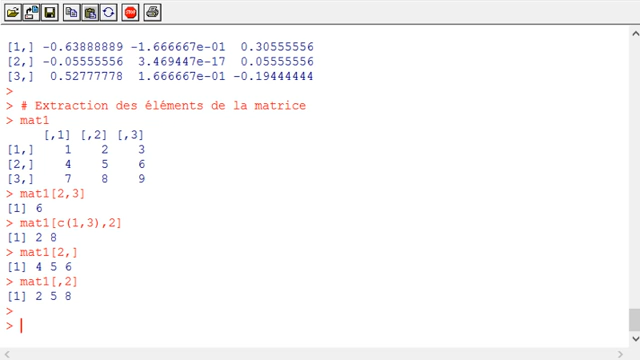 [1,] -0.63888889 -1.666667e-01 0.30555556
[2,] -0.05555556 3.469447e-17 0.05555556
[3,] 0.52777778 1.666667e-01 -0.19444444
>
> # Extraction des éléments de la matrice
> mat1
[,1] [,2] [,3]
[1,] 1 2 3
[2,] 4 5 6
[3,] 7 8 9
> mat1[2,3]
[1] 6
> mat1[c(1,3),2]
[1] 2 8
> mat1[2,]
[1] 4 5 6
> mat1[,2]
[1] 2 5 8
>
>